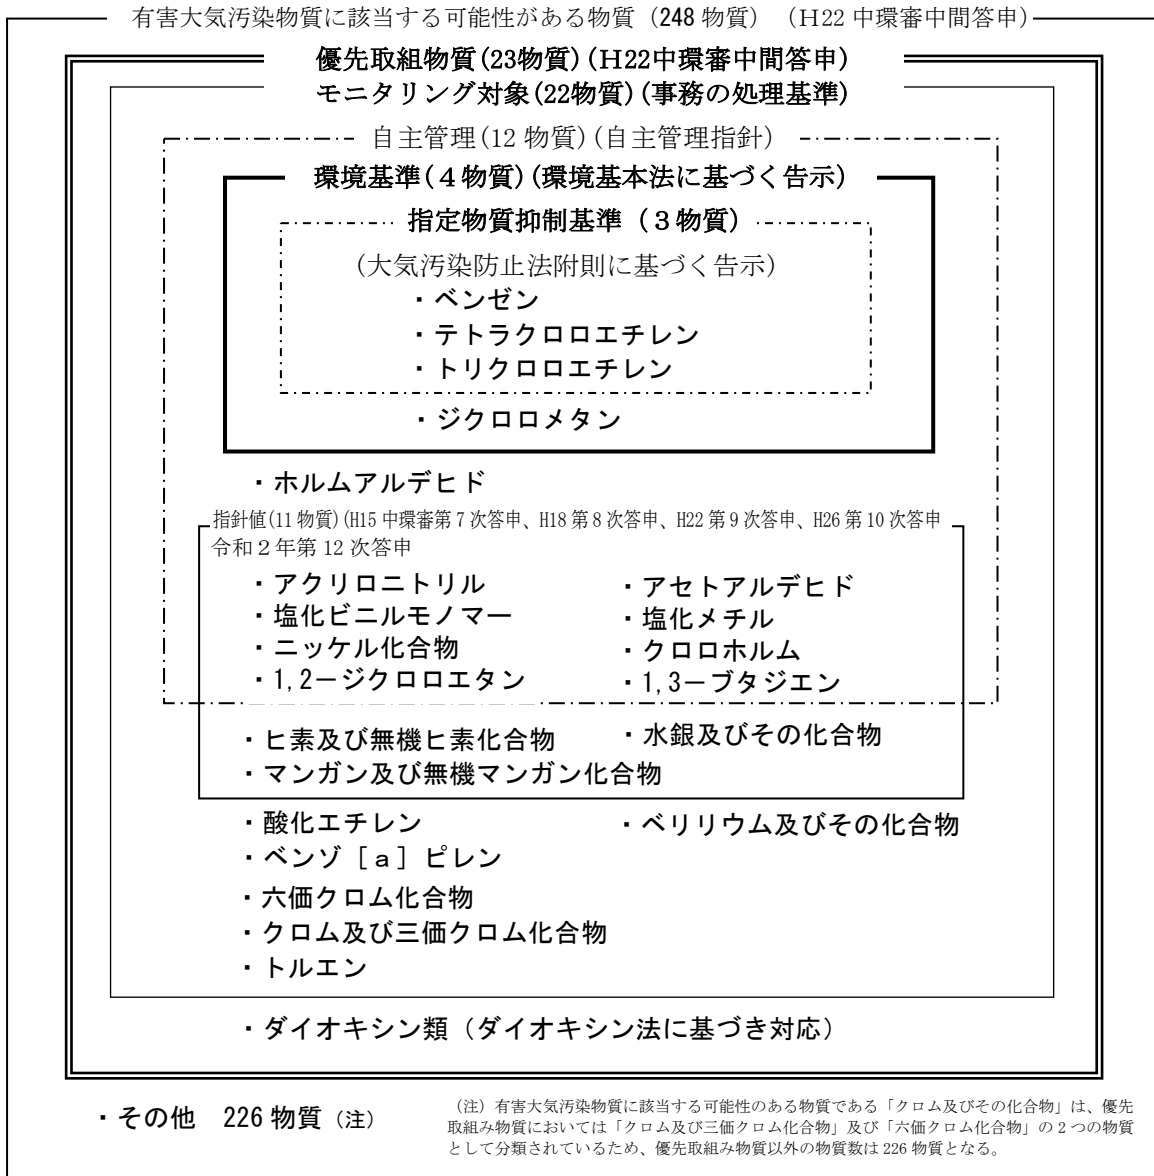 有害大気汚染物質に該当する可能性がある物質（248 物質）（H22 中環審中間答申）
優先取組物質(23物質)(H22中環審中間答申)
モニタリング対象(22物質)(事務の処理基準)
自主管理(12 物質)(自主管理指針)
環境基準(４物質)(環境基本法に基づく告示)
指定物質抑制基準（３物質）
（大気汚染防止法附則に基づく告示）
・ベンゼン
・テトラクロロエチレン
・トリクロロエチレン
・ジクロロメタン
・ホルムアルデヒド
指針値(11 物質)(H15 中環審第 7 次答申、H18 第 8 次答申、H22 第 9 次答申、H26 第 10 次答申
令和２年第 12 次答申
・アクリロニトリル ・アセトアルデヒド
・塩化ビニルモノマー ・塩化メチル
・ニッケル化合物 ・クロロホルム
・1,2－ジクロロエタン ・1,3－ブタジエン
・ヒ素及び無機ヒ素化合物 ・水銀及びその化合物
・マンガン及び無機マンガン化合物
・酸化エチレン ・ベリリウム及びその化合物
・ベンゾ［ａ］ピレン
・六価クロム化合物
・クロム及び三価クロム化合物
・トルエン
・ダイオキシン類（ダイオキシン法に基づき対応）
・その他　226 物質（注）
（注）有害大気汚染物質に該当する可能性のある物質である「クロム及びその化合物」は、優先
取組み物質においては「クロム及び三価クロム化合物」及び「六価クロム化合物」の２つの物質
として分類されているため、優先取組み物質以外の物質数は 226 物質となる。